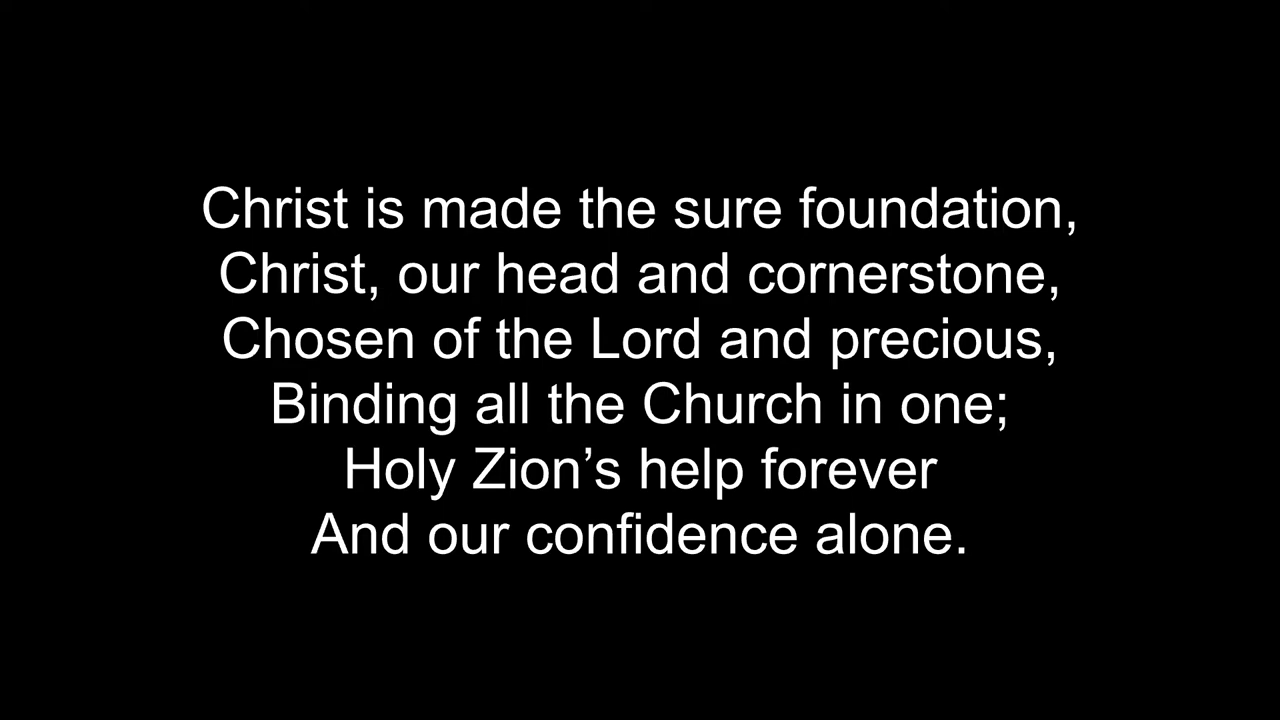 Christ is made the sure foundation,
Christ, our head and cornerstone,
Chosen of the Lord and precious,
Binding all the Church in one;
Holy Zion’s help forever
And our confidence alone.